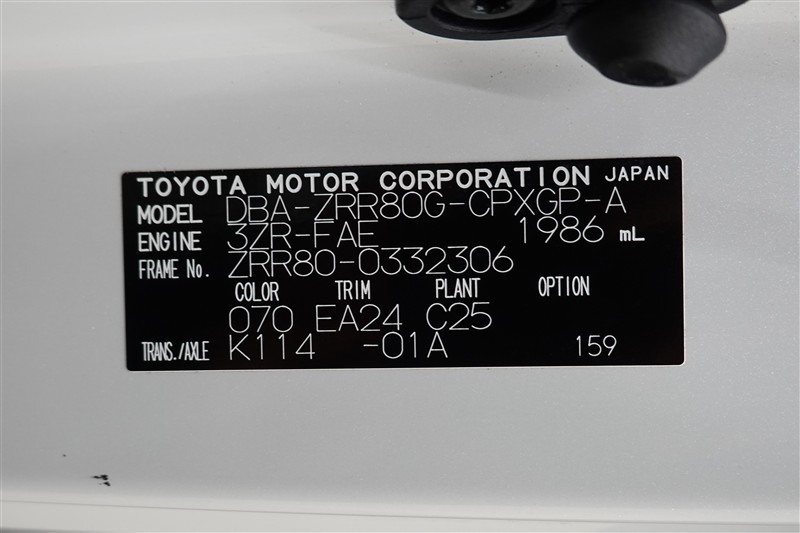 TOYOTA MOTOR CORPORATION JAPAN
MODEL DBA-ZRR80G-CPXGP-A
ENGINE 3ZR-FAE 1986 mL
FRAME No. ZRR80-0332306
COLOR TRIM PLANT OPTION
070 EA24 C25
TRANS./AXLE K114 -01A 159